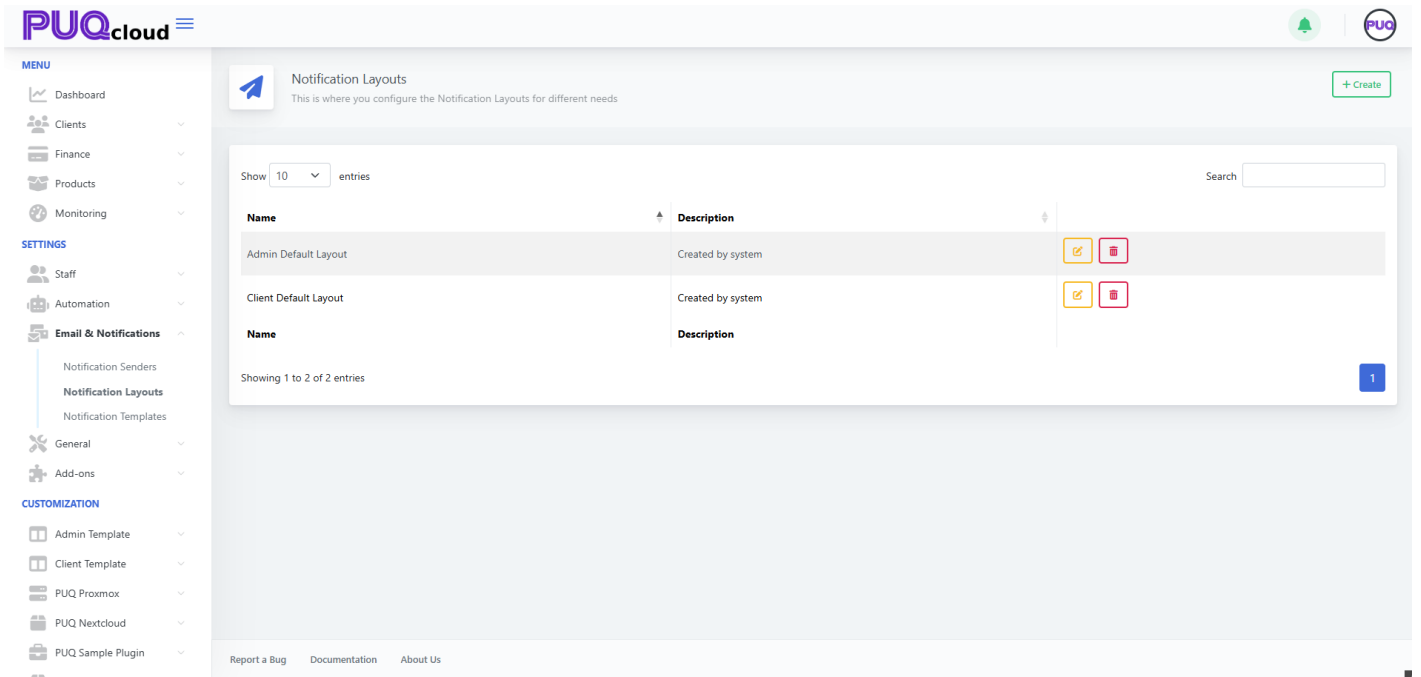 PUQcloud
PUQ
MENU
Dashboard
Clients
Finance
Products
Monitoring
SETTINGS
Staff
Automation
Email & Notifications
Notification Senders
Notification Layouts
Notification Templates
General
Add-ons
CUSTOMIZATION
Admin Template
Client Template
PUQ Proxmox
PUQ Nextcloud
PUQ Sample Plugin
Notification Layouts
This is where you configure the Notification Layouts for different needs
+ Create
Show 10 entries
Search
Name Description
Admin Default Layout Created by system
Client Default Layout Created by system
Name Description
Showing 1 to 2 of 2 entries
1
Report a Bug Documentation About Us